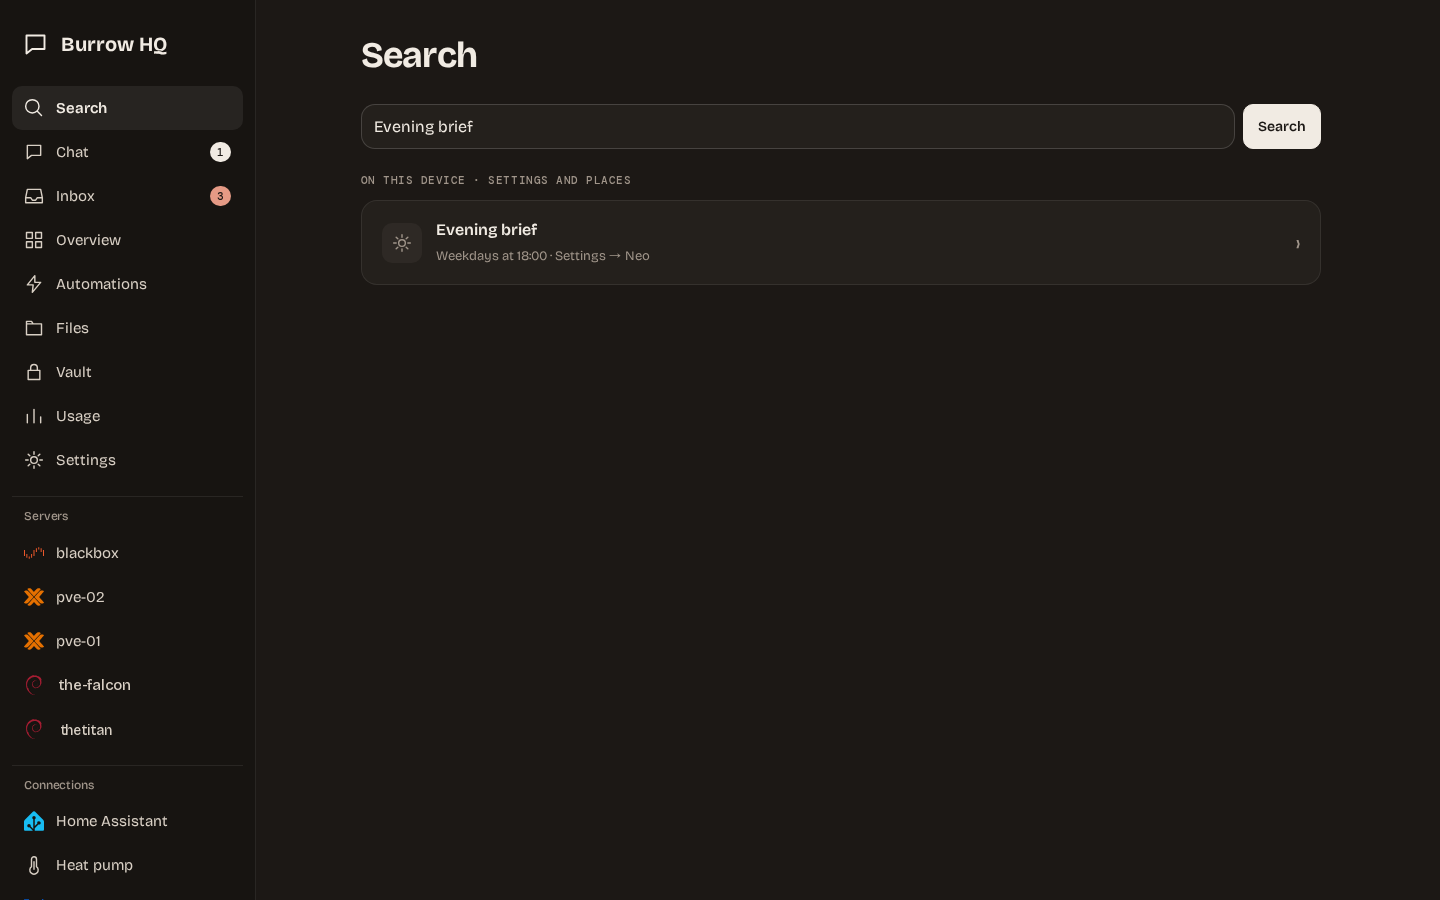 Burrow HQ
Search
Chat 1
Inbox 3
Overview
Automations
Files
Vault
Usage
Settings
Servers
blackbox
pve-02
pve-01
the-falcon
thetitan
Connections
Home Assistant
Heat pump
Search
Evening brief Search
ON THIS DEVICE · SETTINGS AND PLACES
Evening brief
Weekdays at 18:00 · Settings → Neo